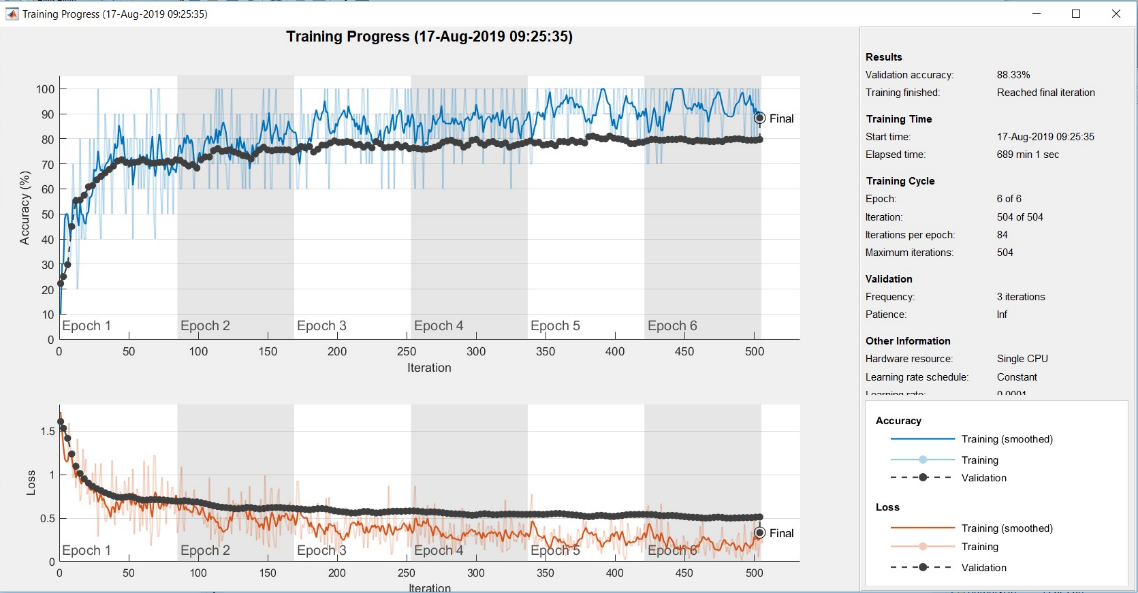 Training Progress (17-Aug-2019 09:25:35)
Training Progress (17-Aug-2019 09:25:35)
Accuracy (%)
100
90
80
70
60
50
40
30
20
10
0
Final
Epoch 1 Epoch 2 Epoch 3 Epoch 4 Epoch 5 Epoch 6
0 50 100 150 200 250 300 350 400 450 500
Iteration
Loss
1.5
1
0.5
0
Final
Epoch 1 Epoch 2 Epoch 3 Epoch 4 Epoch 5 Epoch 6
0 50 100 150 200 250 300 350 400 450 500
Iteration
Results
Validation accuracy: 88.33%
Training finished: Reached final iteration
Training Time
Start time: 17-Aug-2019 09:25:35
Elapsed time: 689 min 1 sec
Training Cycle
Epoch: 6 of 6
Iteration: 504 of 504
Iterations per epoch: 84
Maximum iterations: 504
Validation
Frequency: 3 iterations
Patience: Inf
Other Information
Hardware resource: Single CPU
Learning rate schedule: Constant
Learning rate: 0.0001
Accuracy
Training (smoothed)
Training
Validation
Loss
Training (smoothed)
Training
Validation